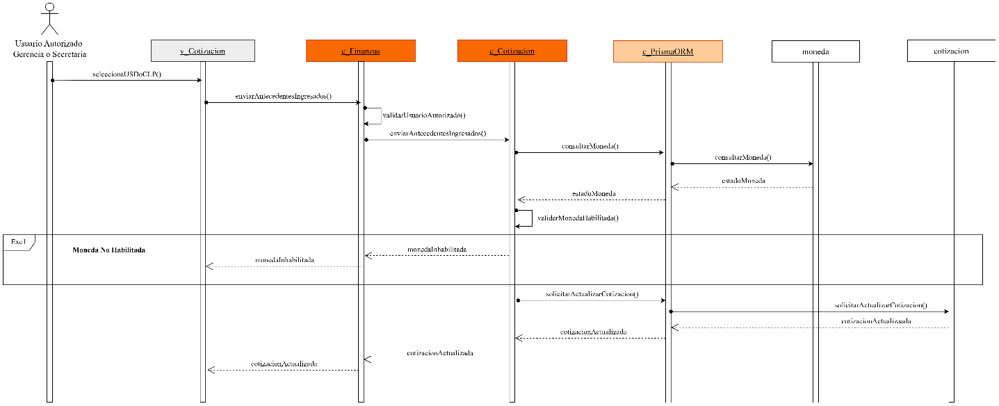 Usuario Autorizado
Gerencia o Secretaria
v_Cotizacion
c_Finanzas
c_Cotizacion
c_PrismaORM
moneda
cotizacion
seleccionaUSDoCLP()
enviarAntecedentesIngresados()
validarUsuarioAutorizado()
enviarAntecedentesIngresados()
consultarMoneda()
consultarMoneda()
estadoMoneda
estadoMoneda
validarMonedaHabilitada()
Exc1
Moneda No Habilitada
monedaInhabilitada
monedaInhabilitada
solicitarActualizarCotizacion()
solicitarActualizarCotizacion()
cotizacionActualizaada
cotizacionActualizada
cotizacionActualizada
cotizacionActualizada